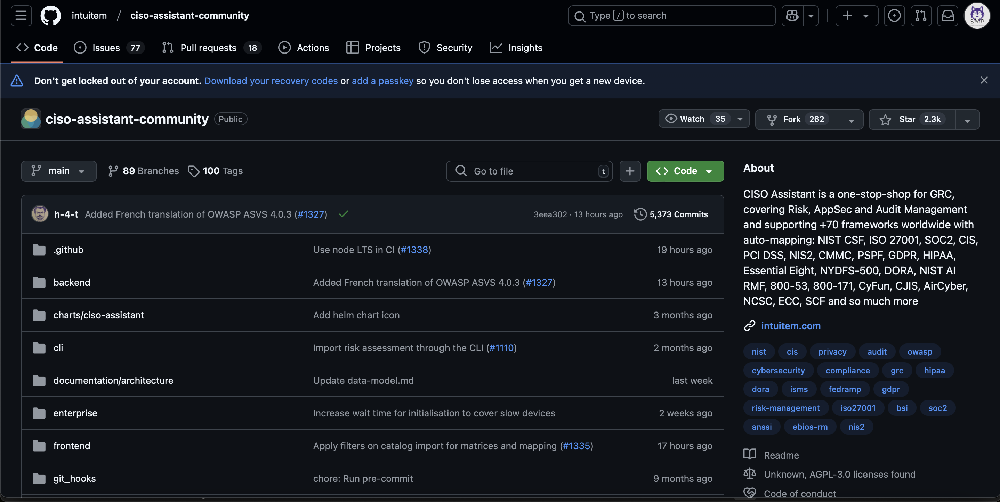 intuitem / ciso-assistant-community
Type / to search
SMP
Code
Issues 77
Pull requests 18
Actions
Projects
Security
Insights
Don't get locked out of your account. Download your recovery codes or add a passkey so you don't lose access when you get a new device.
ciso-assistant-community Public
Watch 35
Fork 262
Star 2.3k
main
89 Branches
100 Tags
Go to file t
Code
h-4-t Added French translation of OWASP ASVS 4.0.3 (#1327) 3eea302 · 13 hours ago 5,373 Commits
.github Use node LTS in CI (#1338) 19 hours ago
backend Added French translation of OWASP ASVS 4.0.3 (#1327) 13 hours ago
charts/ciso-assistant Add helm chart icon 3 months ago
cli Import risk assessment through the CLI (#1110) 2 months ago
documentation/architecture Update data-model.md last week
enterprise Increase wait time for initialisation to cover slow devices 2 weeks ago
frontend Apply filters on catalog import for matrices and mapping (#1335) 17 hours ago
git_hooks chore: Run pre-commit 9 months ago
About
CISO Assistant is a one-stop-shop for GRC,
covering Risk, AppSec and Audit Management
and supporting +70 frameworks worldwide with
auto-mapping: NIST CSF, ISO 27001, SOC2, CIS,
PCI DSS, NIS2, CMMC, PSPF, GDPR, HIPAA,
Essential Eight, NYDFS-500, DORA, NIST AI
RMF, 800-53, 800-171, CyFun, CJIS, AirCyber,
NCSC, ECC, SCF and so much more
intuitem.com
nist cis privacy audit owasp
cybersecurity compliance grc hipaa
dora isms fedramp gdpr
risk-management iso27001 bsi soc2
anssi ebios-rm nis2
Readme
Unknown, AGPL-3.0 licenses found
Code of conduct